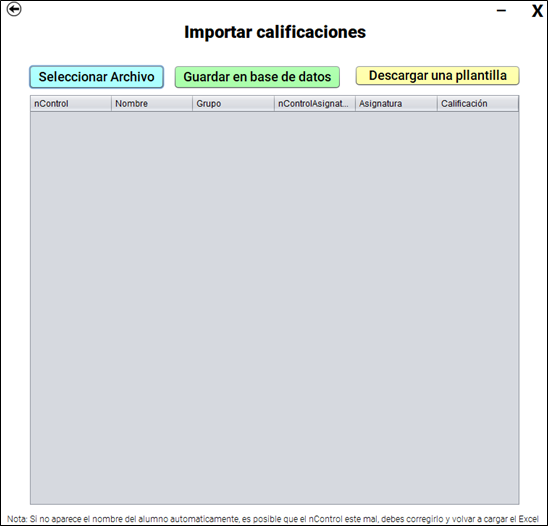 – X
Importar calificaciones
Seleccionar Archivo Guardar en base de datos Descargar una pllantilla
nControl Nombre Grupo nControlAsignat... Asignatura Calificación
Nota: Si no aparece el nombre del alumno automaticamente, es posible que el nControl este mal, debes corregirlo y volvar a cargar el Excel